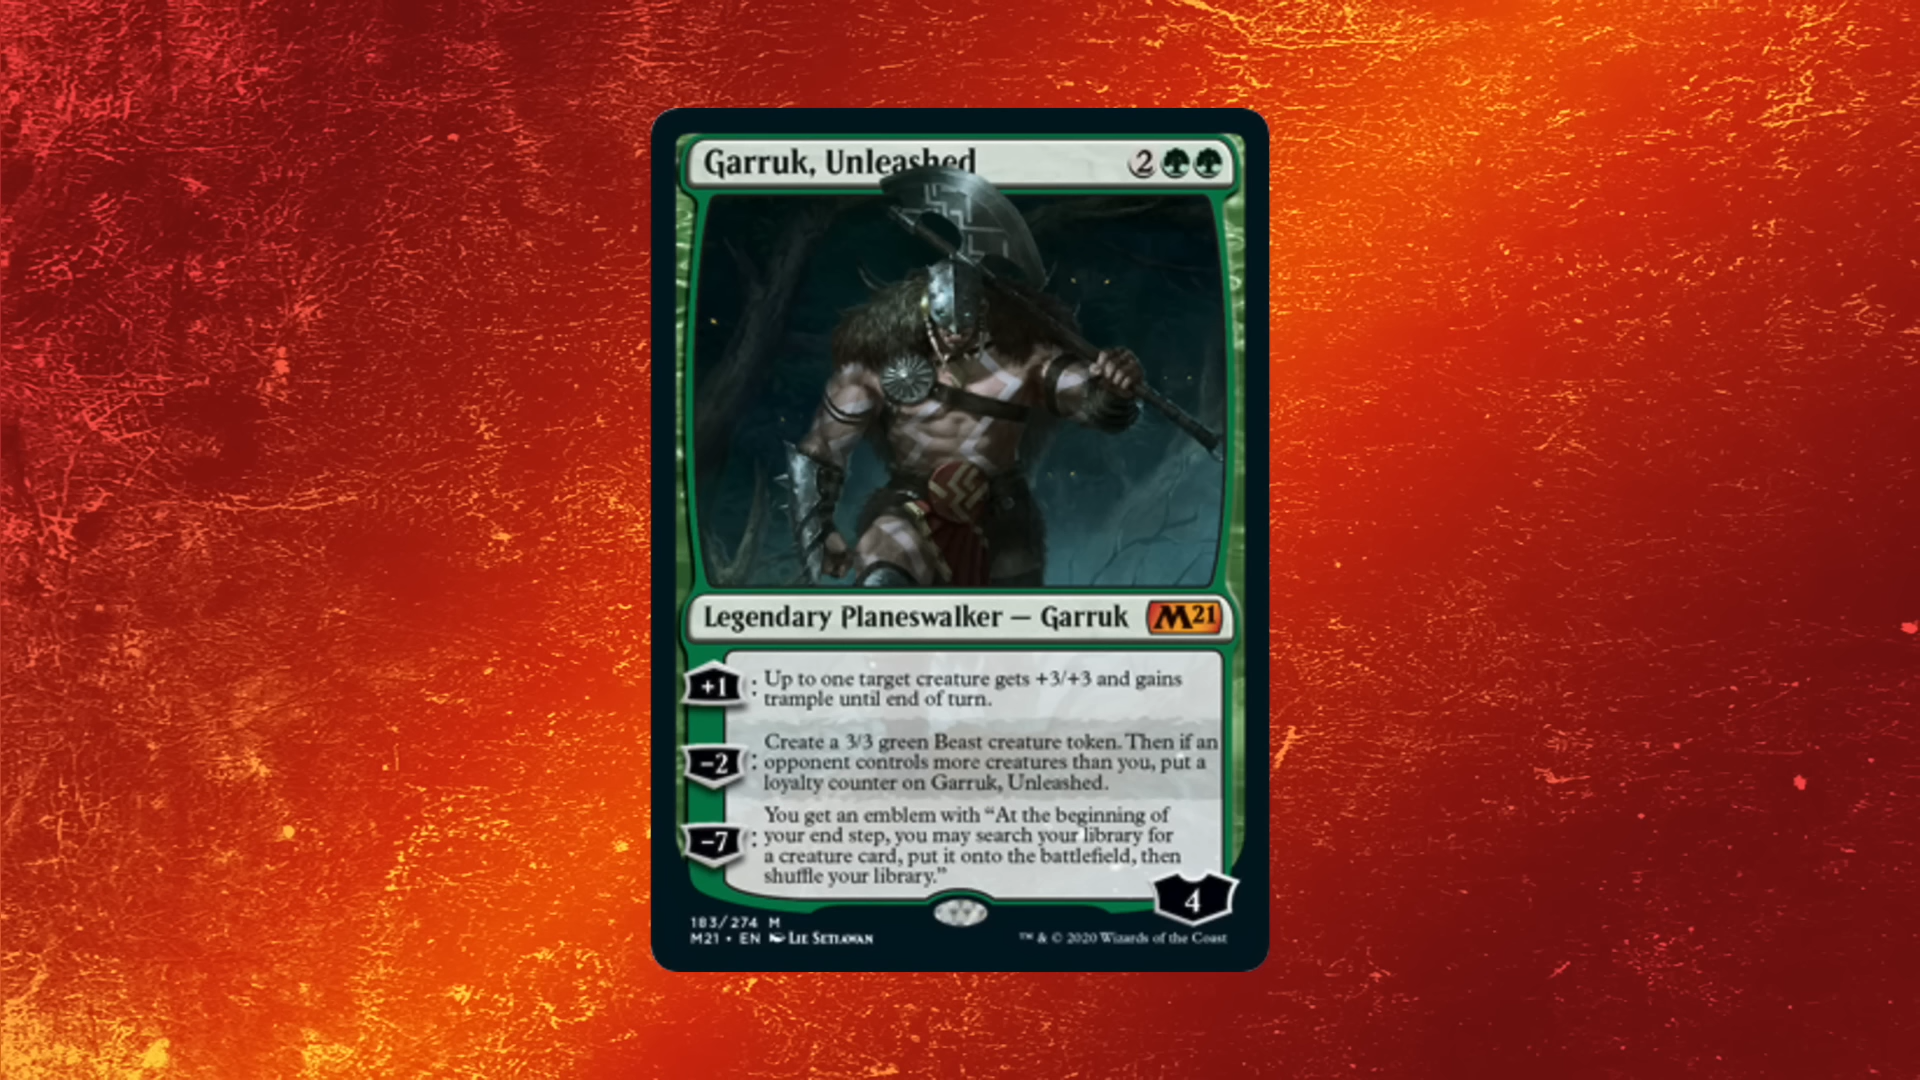 Garruk, Unleashed
2
Legendary Planeswalker — Garruk
M21
+1 : Up to one target creature gets +3/+3 and gains
trample until end of turn.
Create a 3/3 green Beast creature token. Then if an
−2 : opponent controls more creatures than you, put a
loyalty counter on Garruk, Unleashed.
You get an emblem with “At the beginning of
−7 : your end step, you may search your library for
a creature card, put it onto the battlefield, then
shuffle your library.”
4
183/274 M
M21 • EN Lie Setiawan
™ & © 2020 Wizards of the Coast